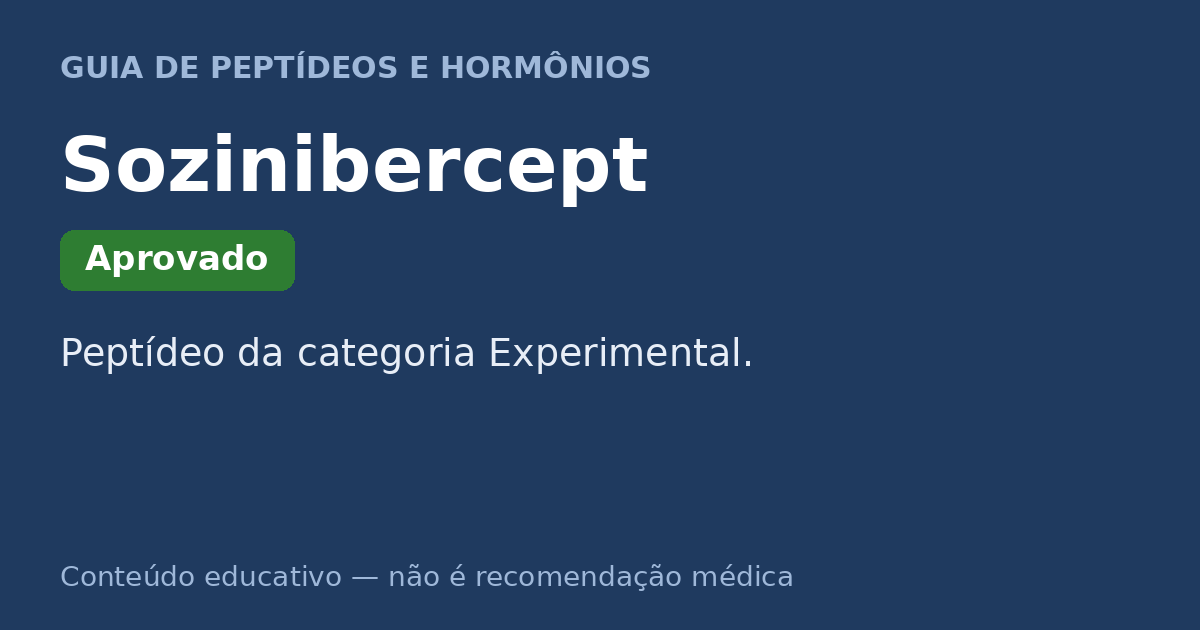 GUIA DE PEPTÍDEOS E HORMÔNIOS
Sozinibercept
Aprovado
Peptídeo da categoria Experimental.
Conteúdo educativo — não é recomendação médica